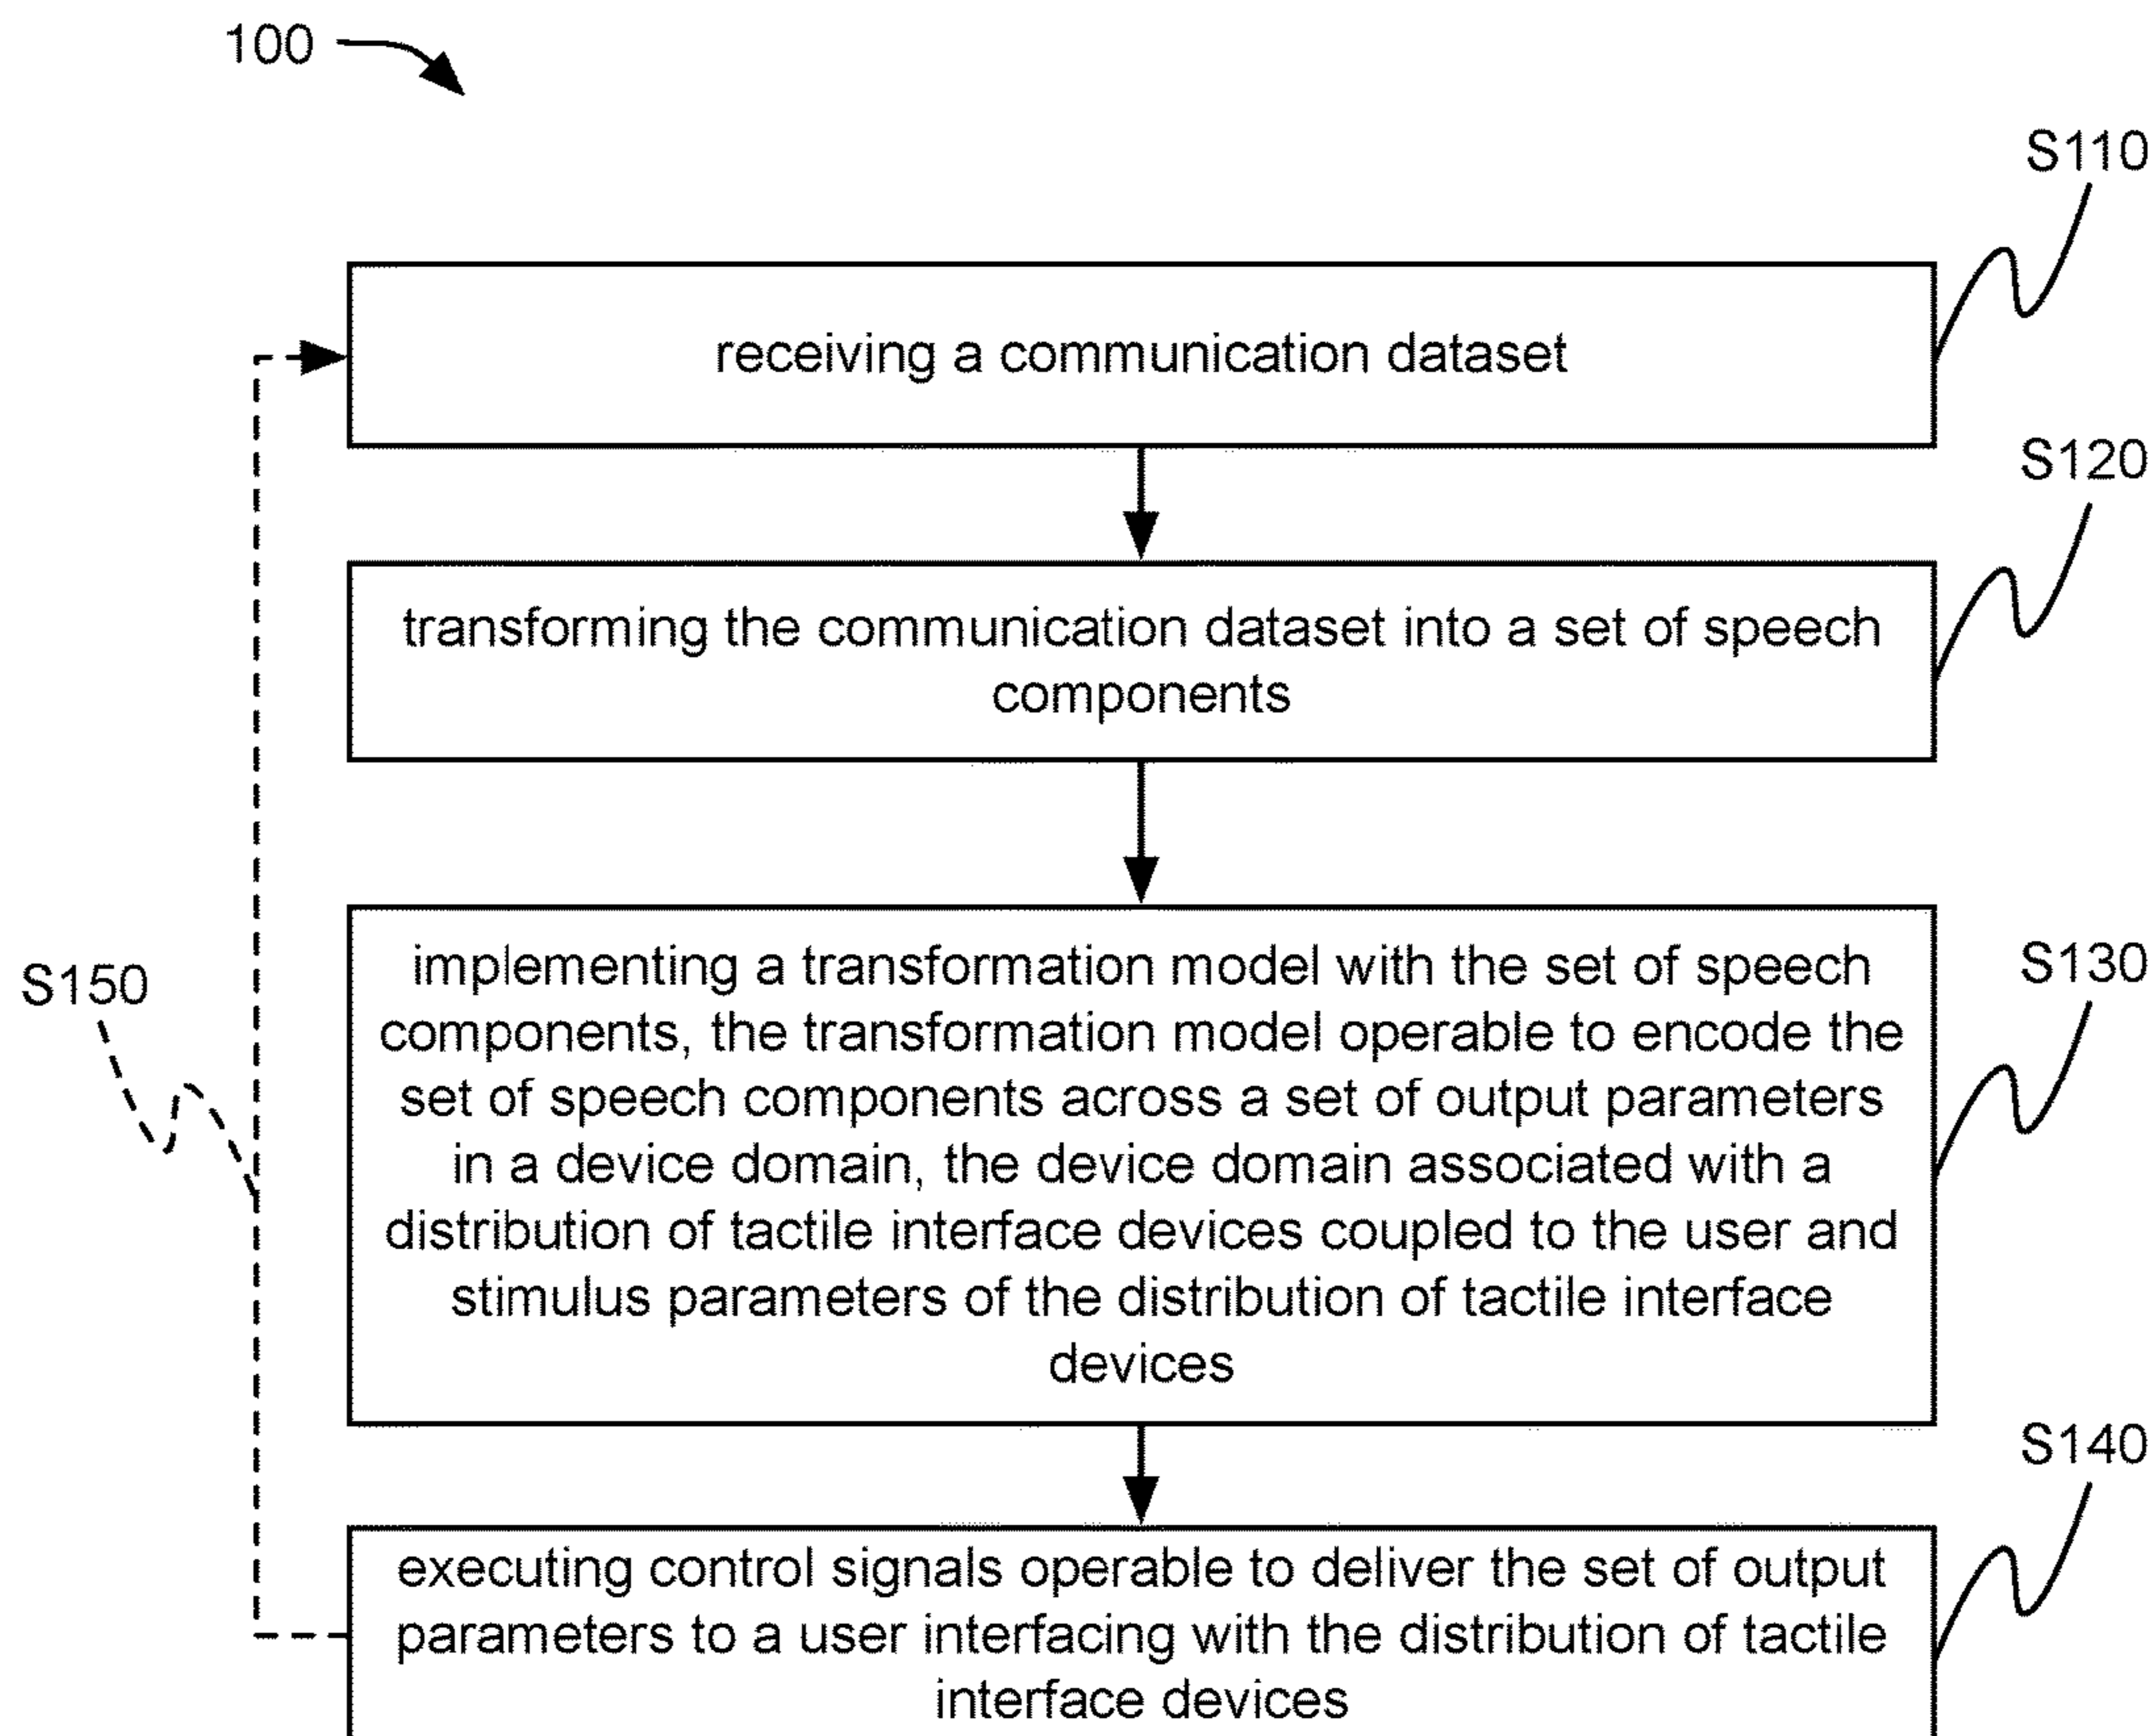 100
S110
receiving a communication dataset
S120
transforming the communication dataset into a set of speech
components
S130
S150
implementing a transformation model with the set of speech
components, the transformation model operable to encode the
set of speech components across a set of output parameters
in a device domain, the device domain associated with a
distribution of tactile interface devices coupled to the user and
stimulus parameters of the distribution of tactile interface
devices
S140
executing control signals operable to deliver the set of output
parameters to a user interfacing with the distribution of tactile
interface devices